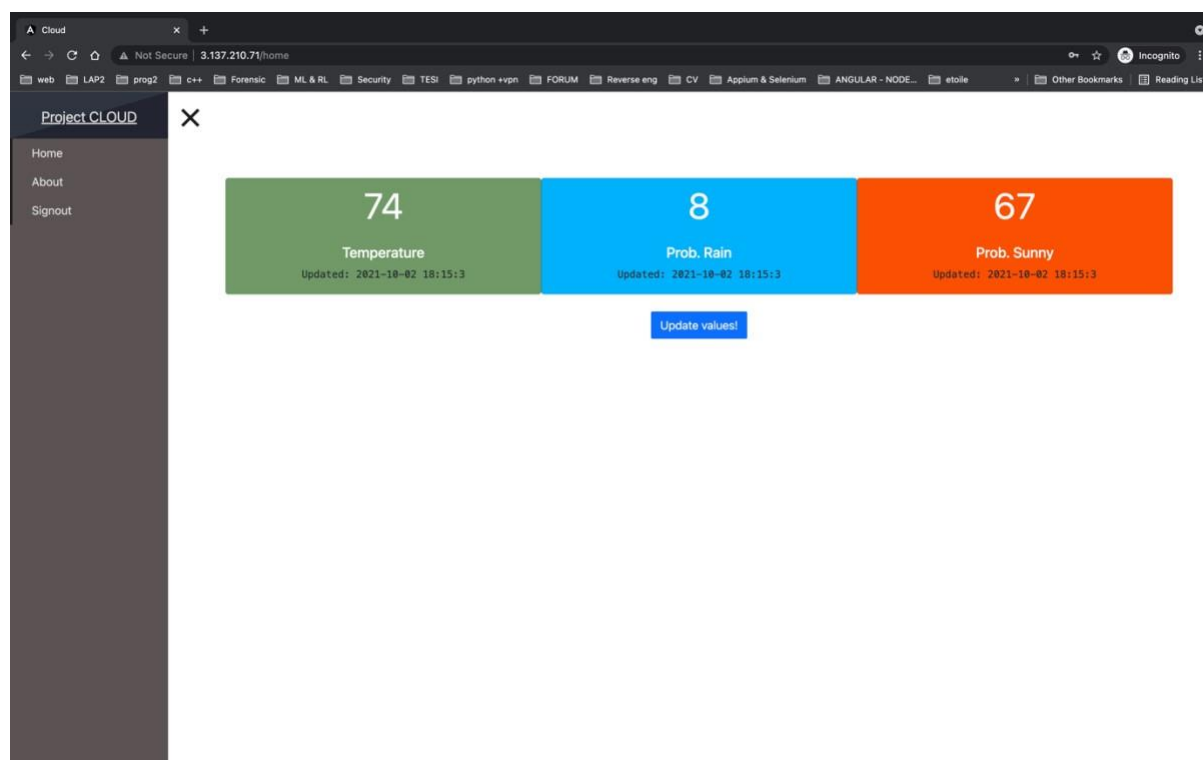 Cloud
Not Secure | 3.137.210.71/home
Incognito
web LAP2 prog2 c++ Forensic ML & RL Security TESI python +vpn FORUM Reverse eng CV Appium & Selenium ANGULAR - NODE... etoile » Other Bookmarks Reading Lis
Project CLOUD
Home
About
Signout
74 8 67
Temperature Prob. Rain Prob. Sunny
Updated: 2021-10-02 18:15:3 Updated: 2021-10-02 18:15:3 Updated: 2021-10-02 18:15:3
Update values!